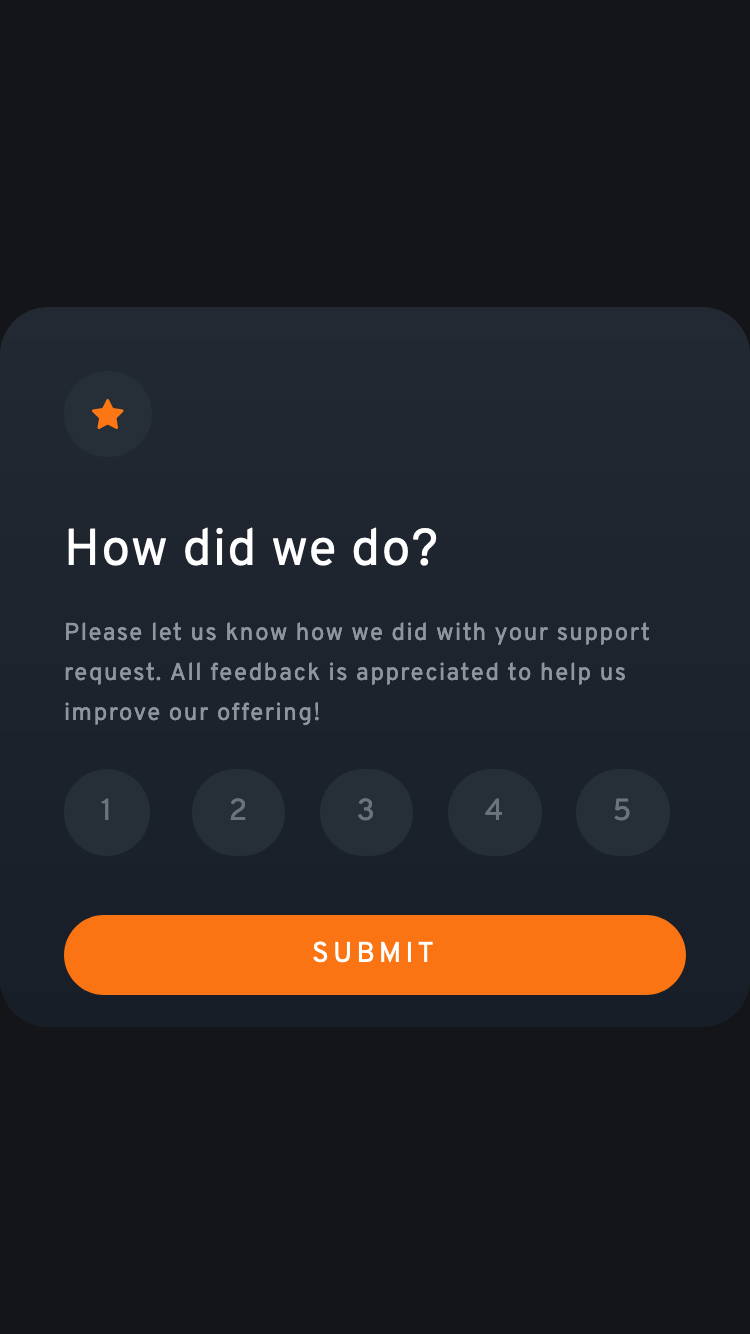 How did we do?
Please let us know how we did with your support
request. All feedback is appreciated to help us
improve our offering!
1 2 3 4 5
SUBMIT